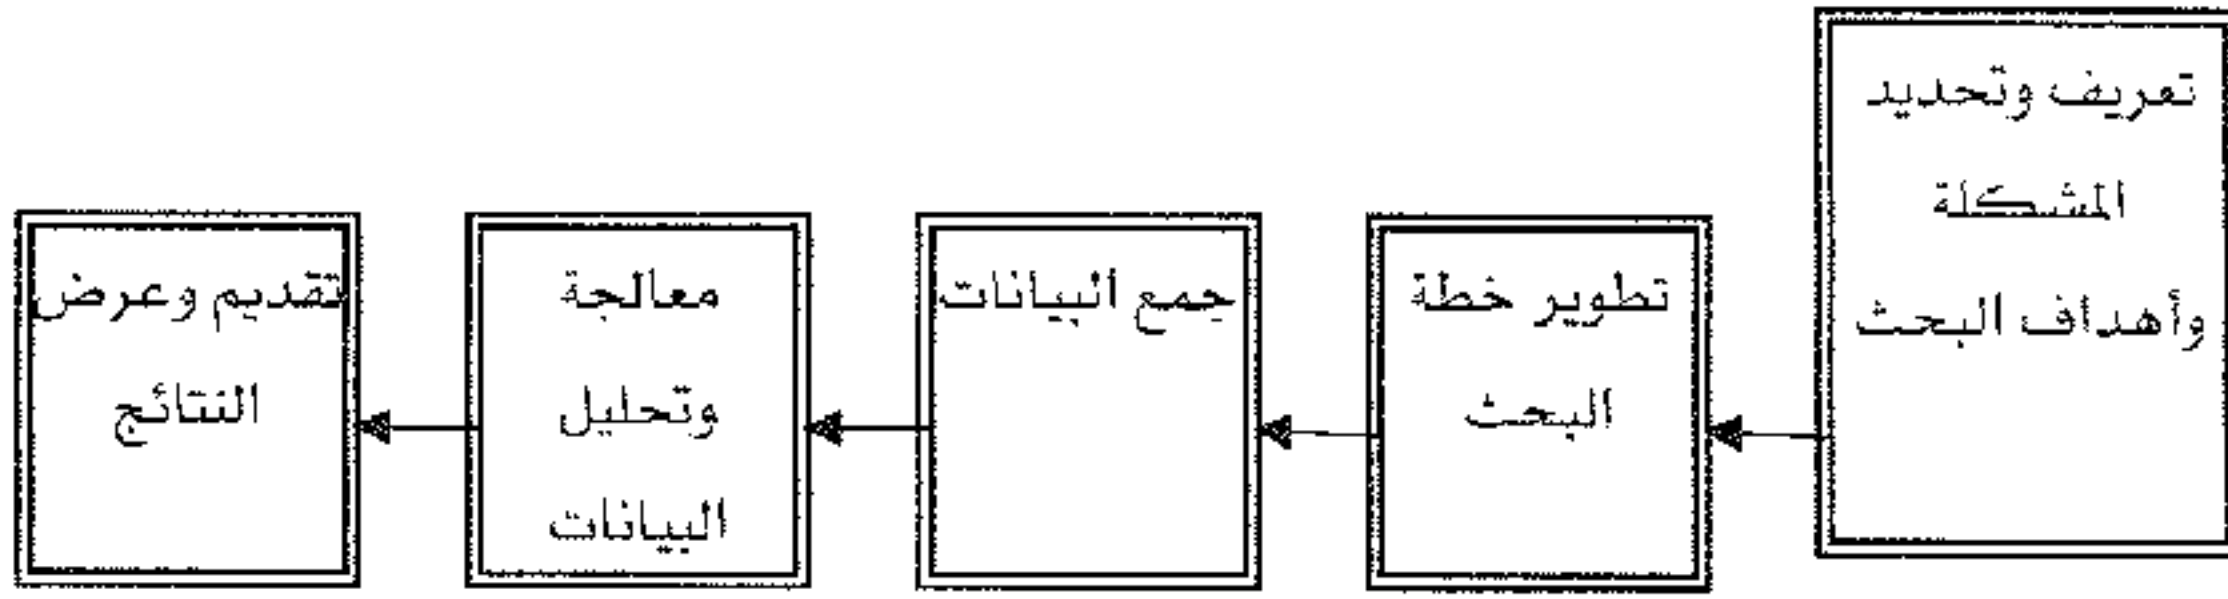 تعريف وتحديد
المشكلة
وأهداف البحث
تطوير خطة
البحث
جمع البيانات
معالجة
وتحليل
البيانات
تقديم وعرض
النتائج